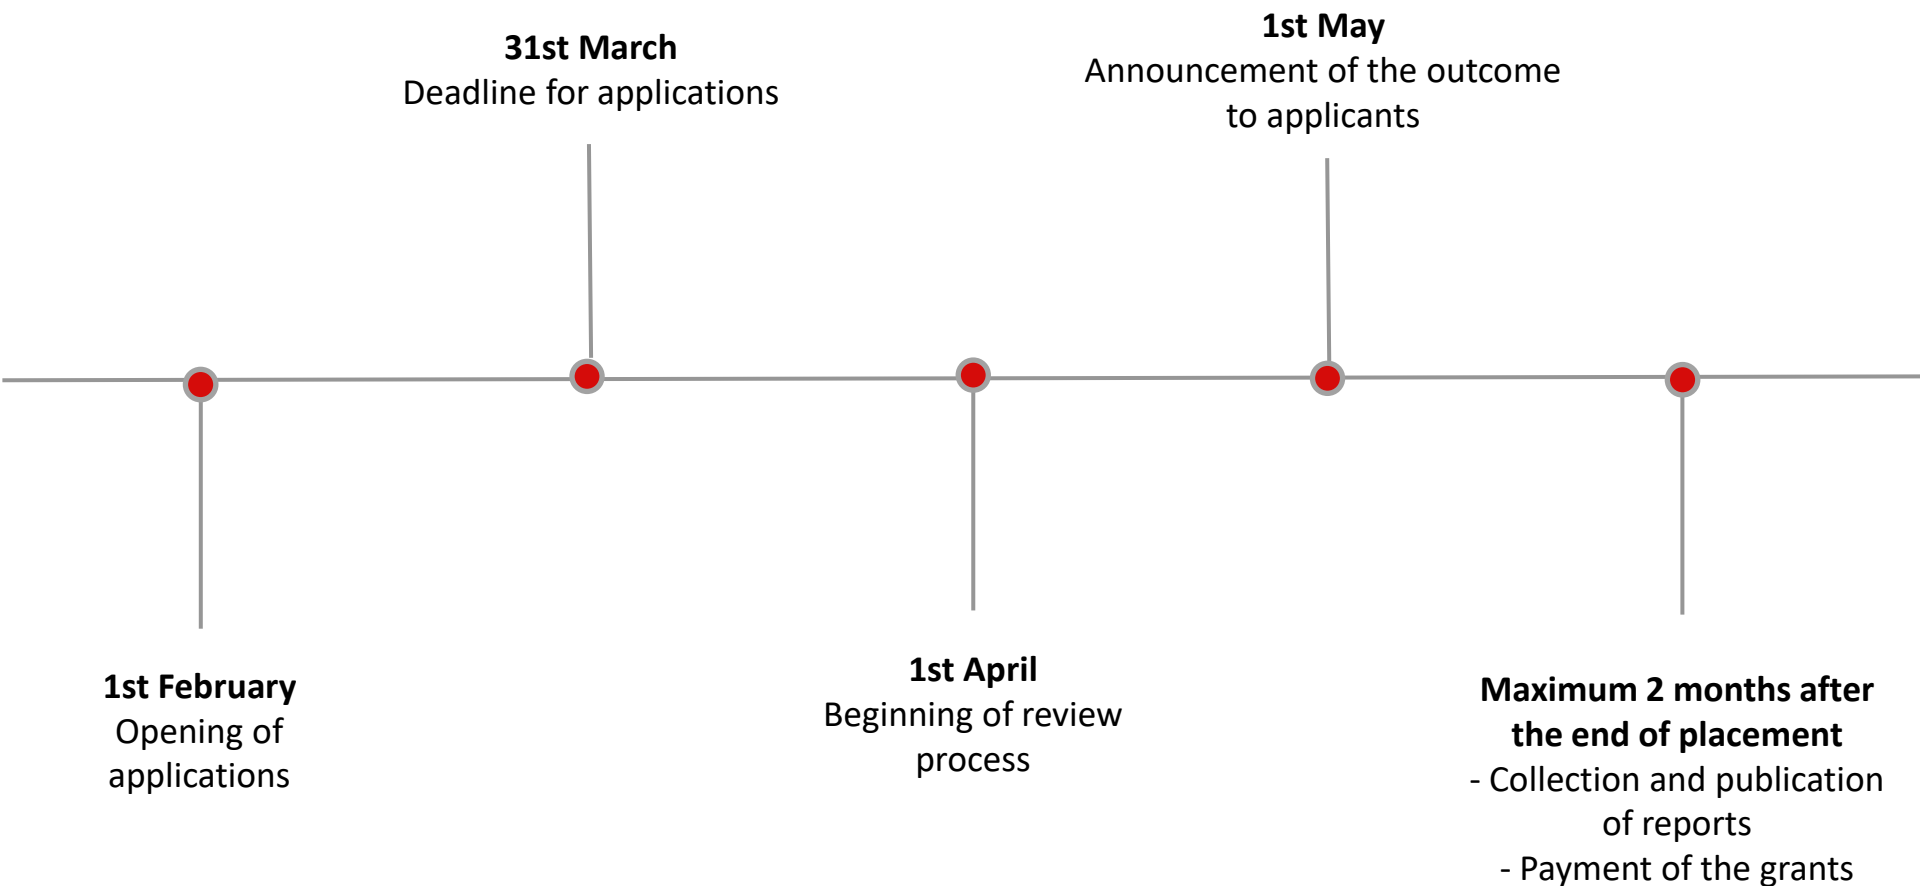 31st March
Deadline for applications
1st May
Announcement of the outcome
to applicants
1st February
Opening of
applications
1st April
Beginning of review
process
Maximum 2 months after
the end of placement
- Collection and publication
of reports
- Payment of the grants